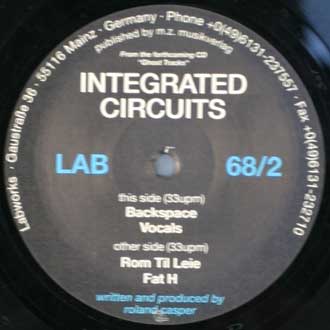 Labworks · Gaustraße 36 · 55116 Mainz · Germany · Phone +0(49)6131-237557 · Fax +0(49)6131-232710
published by m.z. musikverlag
From the forthcoming CD
"Ghost Tracks"
INTEGRATED
CIRCUITS
LAB 68/2
this side (33upm)
Backspace
Vocals
other side (33upm)
Rom Til Leie
Fat H
written and produced by
roland casper